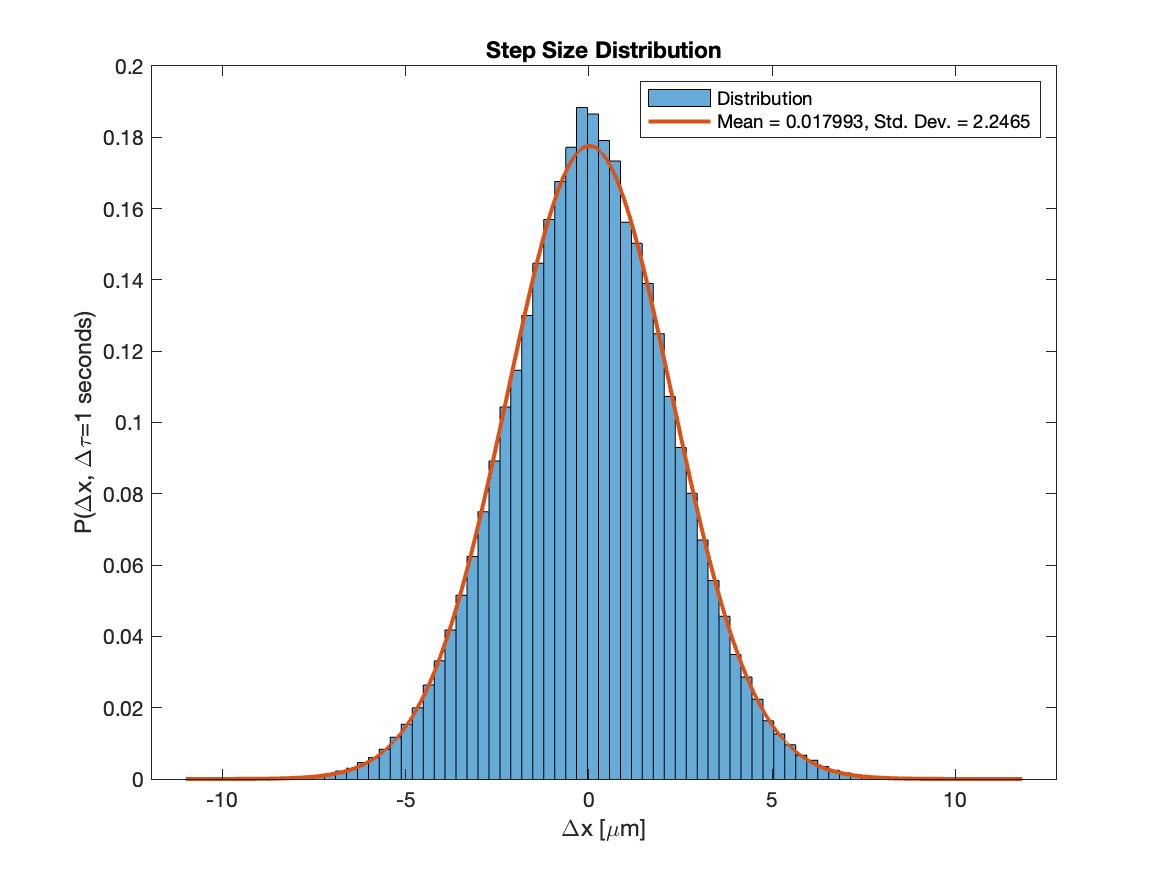 Step Size Distribution
Distribution
Mean = 0.017993, Std. Dev. = 2.2465
0.2
0.18
0.16
0.14
0.12
0.1
0.08
0.06
0.04
0.02
0
P(Δx, Δτ=1 seconds)
-10 -5 0 5 10
Δx [μm]